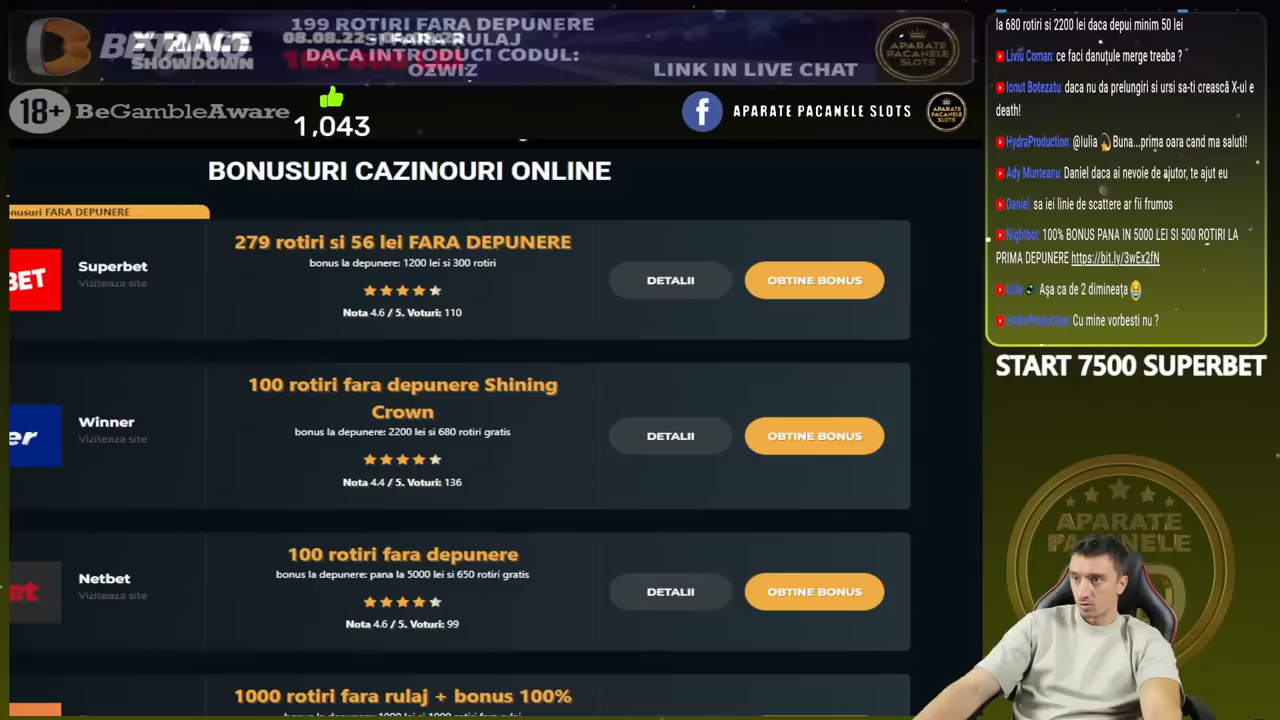 199 ROTIRI FARA DEPUNERE
SI FARA RULAJ
DACA INTRODUCI CODUL:
OZWIZ
X RACE
SHOWDOWN
LINK IN LIVE CHAT
APARATE
PACANELE
SLOTS
18+ BeGambleAware
1,043
f APARATE PACANELE SLOTS
APARATE
PACANELE
SLOTS
BONUSURI CAZINOURI ONLINE
onusuri FARA DEPUNERE
BET
Superbet
Viziteaza site
279 rotiri si 56 lei FARA DEPUNERE
bonus la depunere: 1200 lei si 300 rotiri
Nota 4.6 / 5. Voturi: 110
DETALII
OBTINE BONUS
er
Winner
Viziteaza site
100 rotiri fara depunere Shining
Crown
bonus la depunere: 2200 lei si 680 rotiri gratis
Nota 4.4 / 5. Voturi: 136
DETALII
OBTINE BONUS
et
Netbet
Viziteaza site
100 rotiri fara depunere
bonus la depunere: pana la 5000 lei si 650 rotiri gratis
Nota 4.6 / 5. Voturi: 99
DETALII
OBTINE BONUS
1000 rotiri fara rulaj + bonus 100%
la 680 rotiri si 2200 lei daca depui minim 50 lei
Liviu Coman: ce faci danuțule merge treaba ?
Ionut Botezatu: daca nu da prelungiri si ursi sa-ti crească X-ul e
death!
HydraProduction: @Iulia 💫 Buna...prima oara cand ma saluti!
Ady Munteanu: Daniel daca ai nevoie de ajutor, te ajut eu
Daniel: sa iei linie de scattere ar fii frumos
Nightbot: 100% BONUS PANA IN 5000 LEI SI 500 ROTIRI LA
PRIMA DEPUNERE https://bit.ly/3wEx2fN
Iulia: Așa ca de 2 dimineața 😂
HydraProduction: Cu mine vorbesti nu ?
START 7500 SUPERBET
APARATE
PACANELE